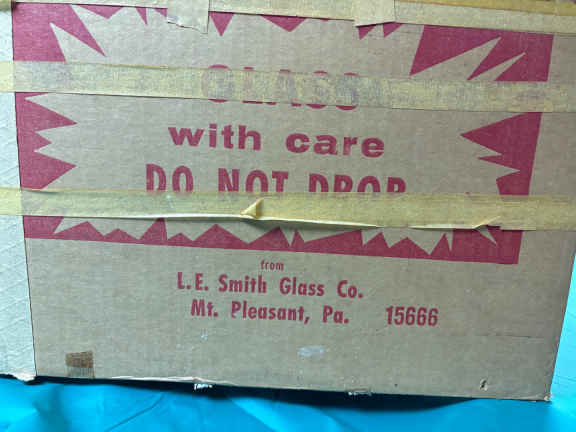 GLASS
with care
DO NOT DROP
from
L.E. Smith Glass Co.
Mt. Pleasant, Pa. 15666